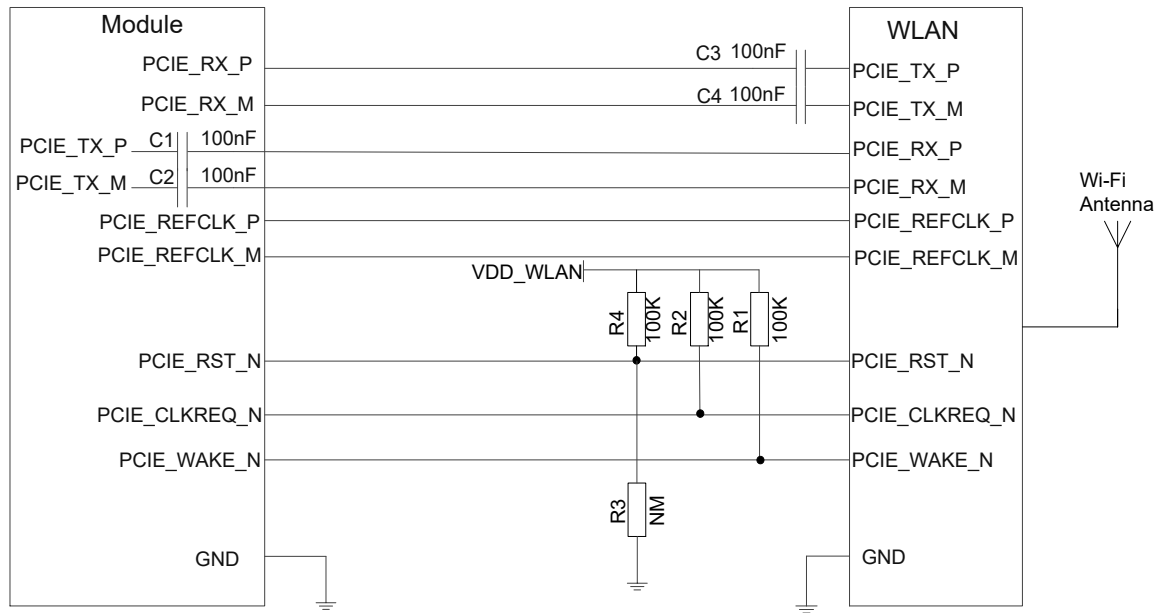 Module
WLAN
PCIE_RX_P
C3 100nF
PCIE_TX_P
PCIE_RX_M
C4 100nF
PCIE_TX_M
PCIE_TX_P
C1
100nF
PCIE_RX_P
PCIE_TX_M
C2
100nF
PCIE_RX_M
Wi-Fi
Antenna
PCIE_REFCLK_P
PCIE_REFCLK_P
PCIE_REFCLK_M
PCIE_REFCLK_M
VDD_WLAN
R4
100K
R2
100K
R1
100K
PCIE_RST_N
PCIE_RST_N
PCIE_CLKREQ_N
PCIE_CLKREQ_N
PCIE_WAKE_N
PCIE_WAKE_N
R3
NM
GND
GND